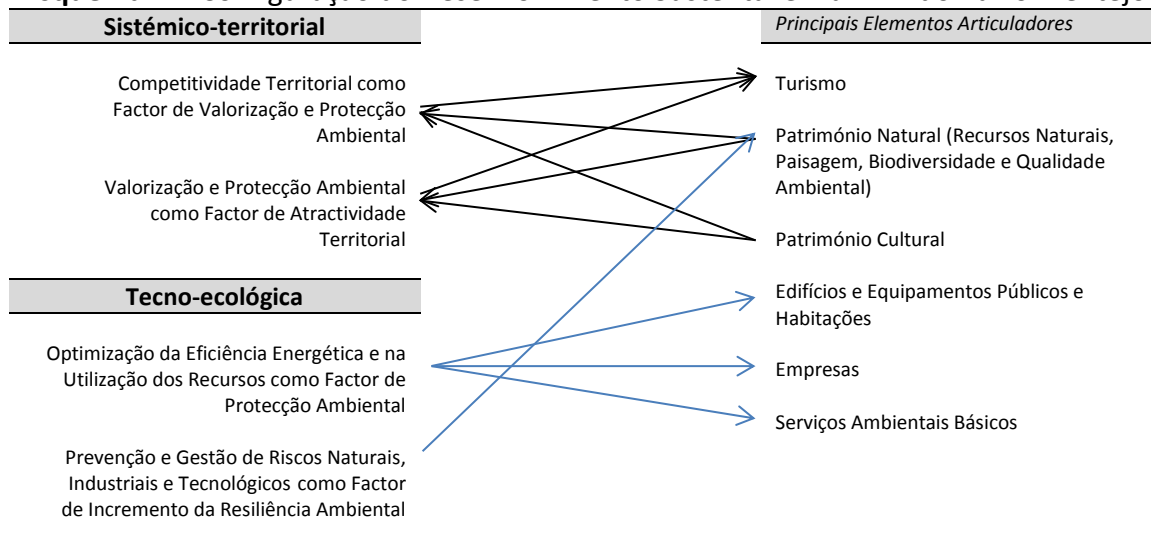 Sistémico-territorial
Principais Elementos Articuladores
Competitividade Territorial como
Factor de Valorização e Protecção
Ambiental
Valorização e Protecção Ambiental
como Factor de Atractividade
Territorial
Turismo
Património Natural (Recursos Naturais,
Paisagem, Biodiversidade e Qualidade
Ambiental)
Património Cultural
Tecno-ecológica
Edifícios e Equipamentos Públicos e
Habitações
Optimização da Eficiência Energética e na
Utilização dos Recursos como Factor de
Protecção Ambiental
Empresas
Serviços Ambientais Básicos
Prevenção e Gestão de Riscos Naturais,
Industriais e Tecnológicos como Factor
de Incremento da Resiliência Ambiental